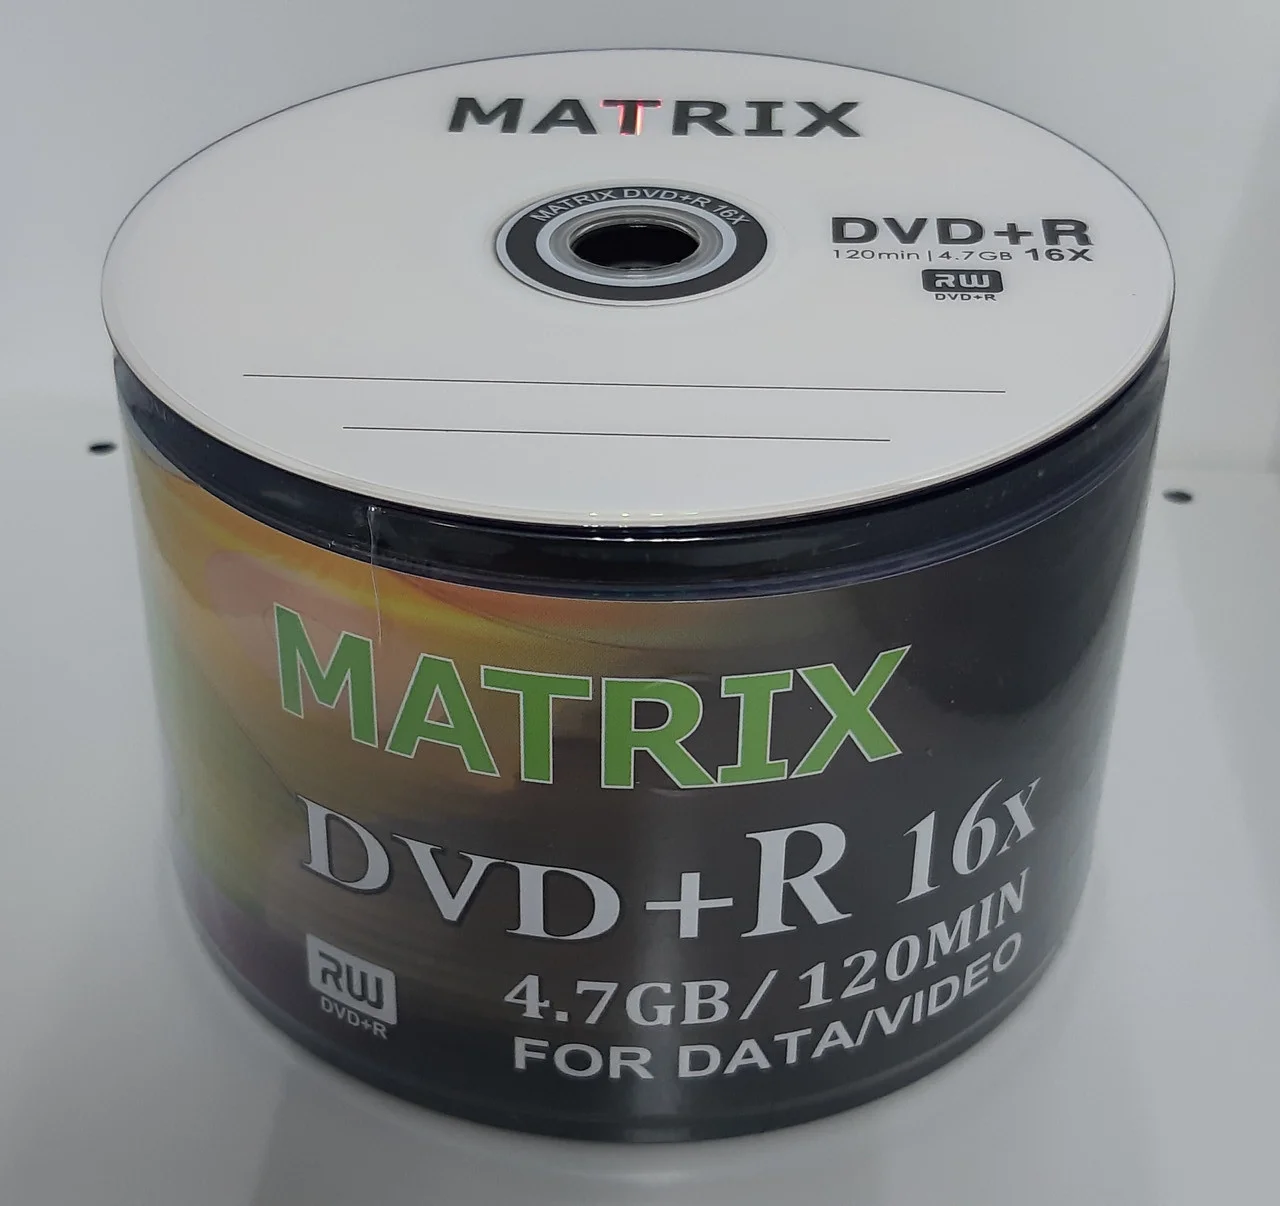 MATRIX
MATRIX DVD+R 16X
DVD+R
120min | 4.7GB 16X
RW
DVD+R
MATRIX
DVD+R 16x
4.7GB/120MIN
FOR DATA/VIDEO
RW
DVD+R